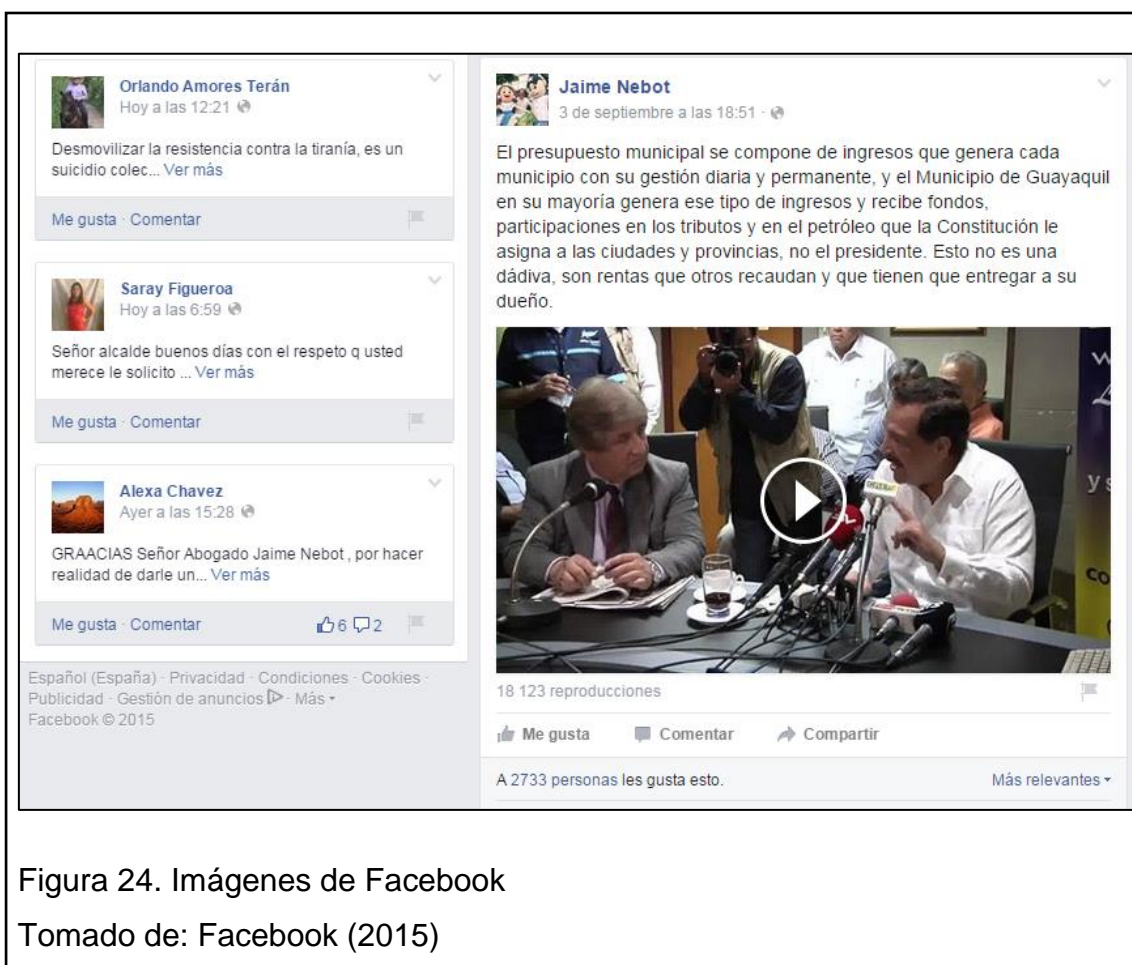 Orlando Amores Terán
Hoy a las 12:21
Desmovilizar la resistencia contra la tiranía, es un
suicidio colec... Ver más
Me gusta · Comentar
Saray Figueroa
Hoy a las 6:59
Señor alcalde buenos días con el respeto q usted
merece le solicito ... Ver más
Me gusta · Comentar
Alexa Chavez
Ayer a las 15:28
GRAACIAS Señor Abogado Jaime Nebot , por hacer
realidad de darle un... Ver más
Me gusta · Comentar 6 2
Español (España) · Privacidad · Condiciones · Cookies ·
Publicidad · Gestión de anuncios · Más
Facebook © 2015
Jaime Nebot
3 de septiembre a las 18:51 ·
El presupuesto municipal se compone de ingresos que genera cada
municipio con su gestión diaria y permanente, y el Municipio de Guayaquil
en su mayoría genera ese tipo de ingresos y recibe fondos,
participaciones en los tributos y en el petróleo que la Constitución le
asigna a las ciudades y provincias, no el presidente. Esto no es una
dádiva, son rentas que otros recaudan y que tienen que entregar a su
dueño.
18 123 reproducciones
Me gusta Comentar Compartir
A 2733 personas les gusta esto. Más relevantes
Figura 24. Imágenes de Facebook
Tomado de: Facebook (2015)